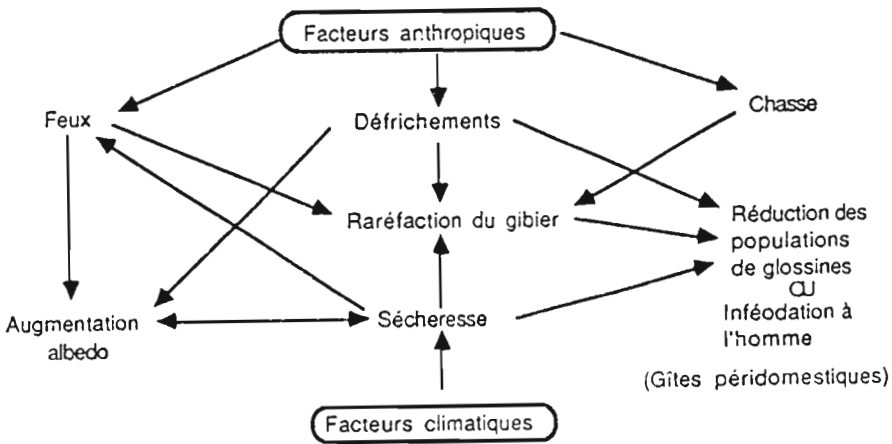 Facteurs anthropiques
Feux
Défrichements
Chasse
Raréfaction du gibier
Réduction des
populations
de glossines
OU
Inféodation à
l'homme
(Gîtes péridomestiques)
Augmentation
albedo
Sécheresse
Facteurs climatiques